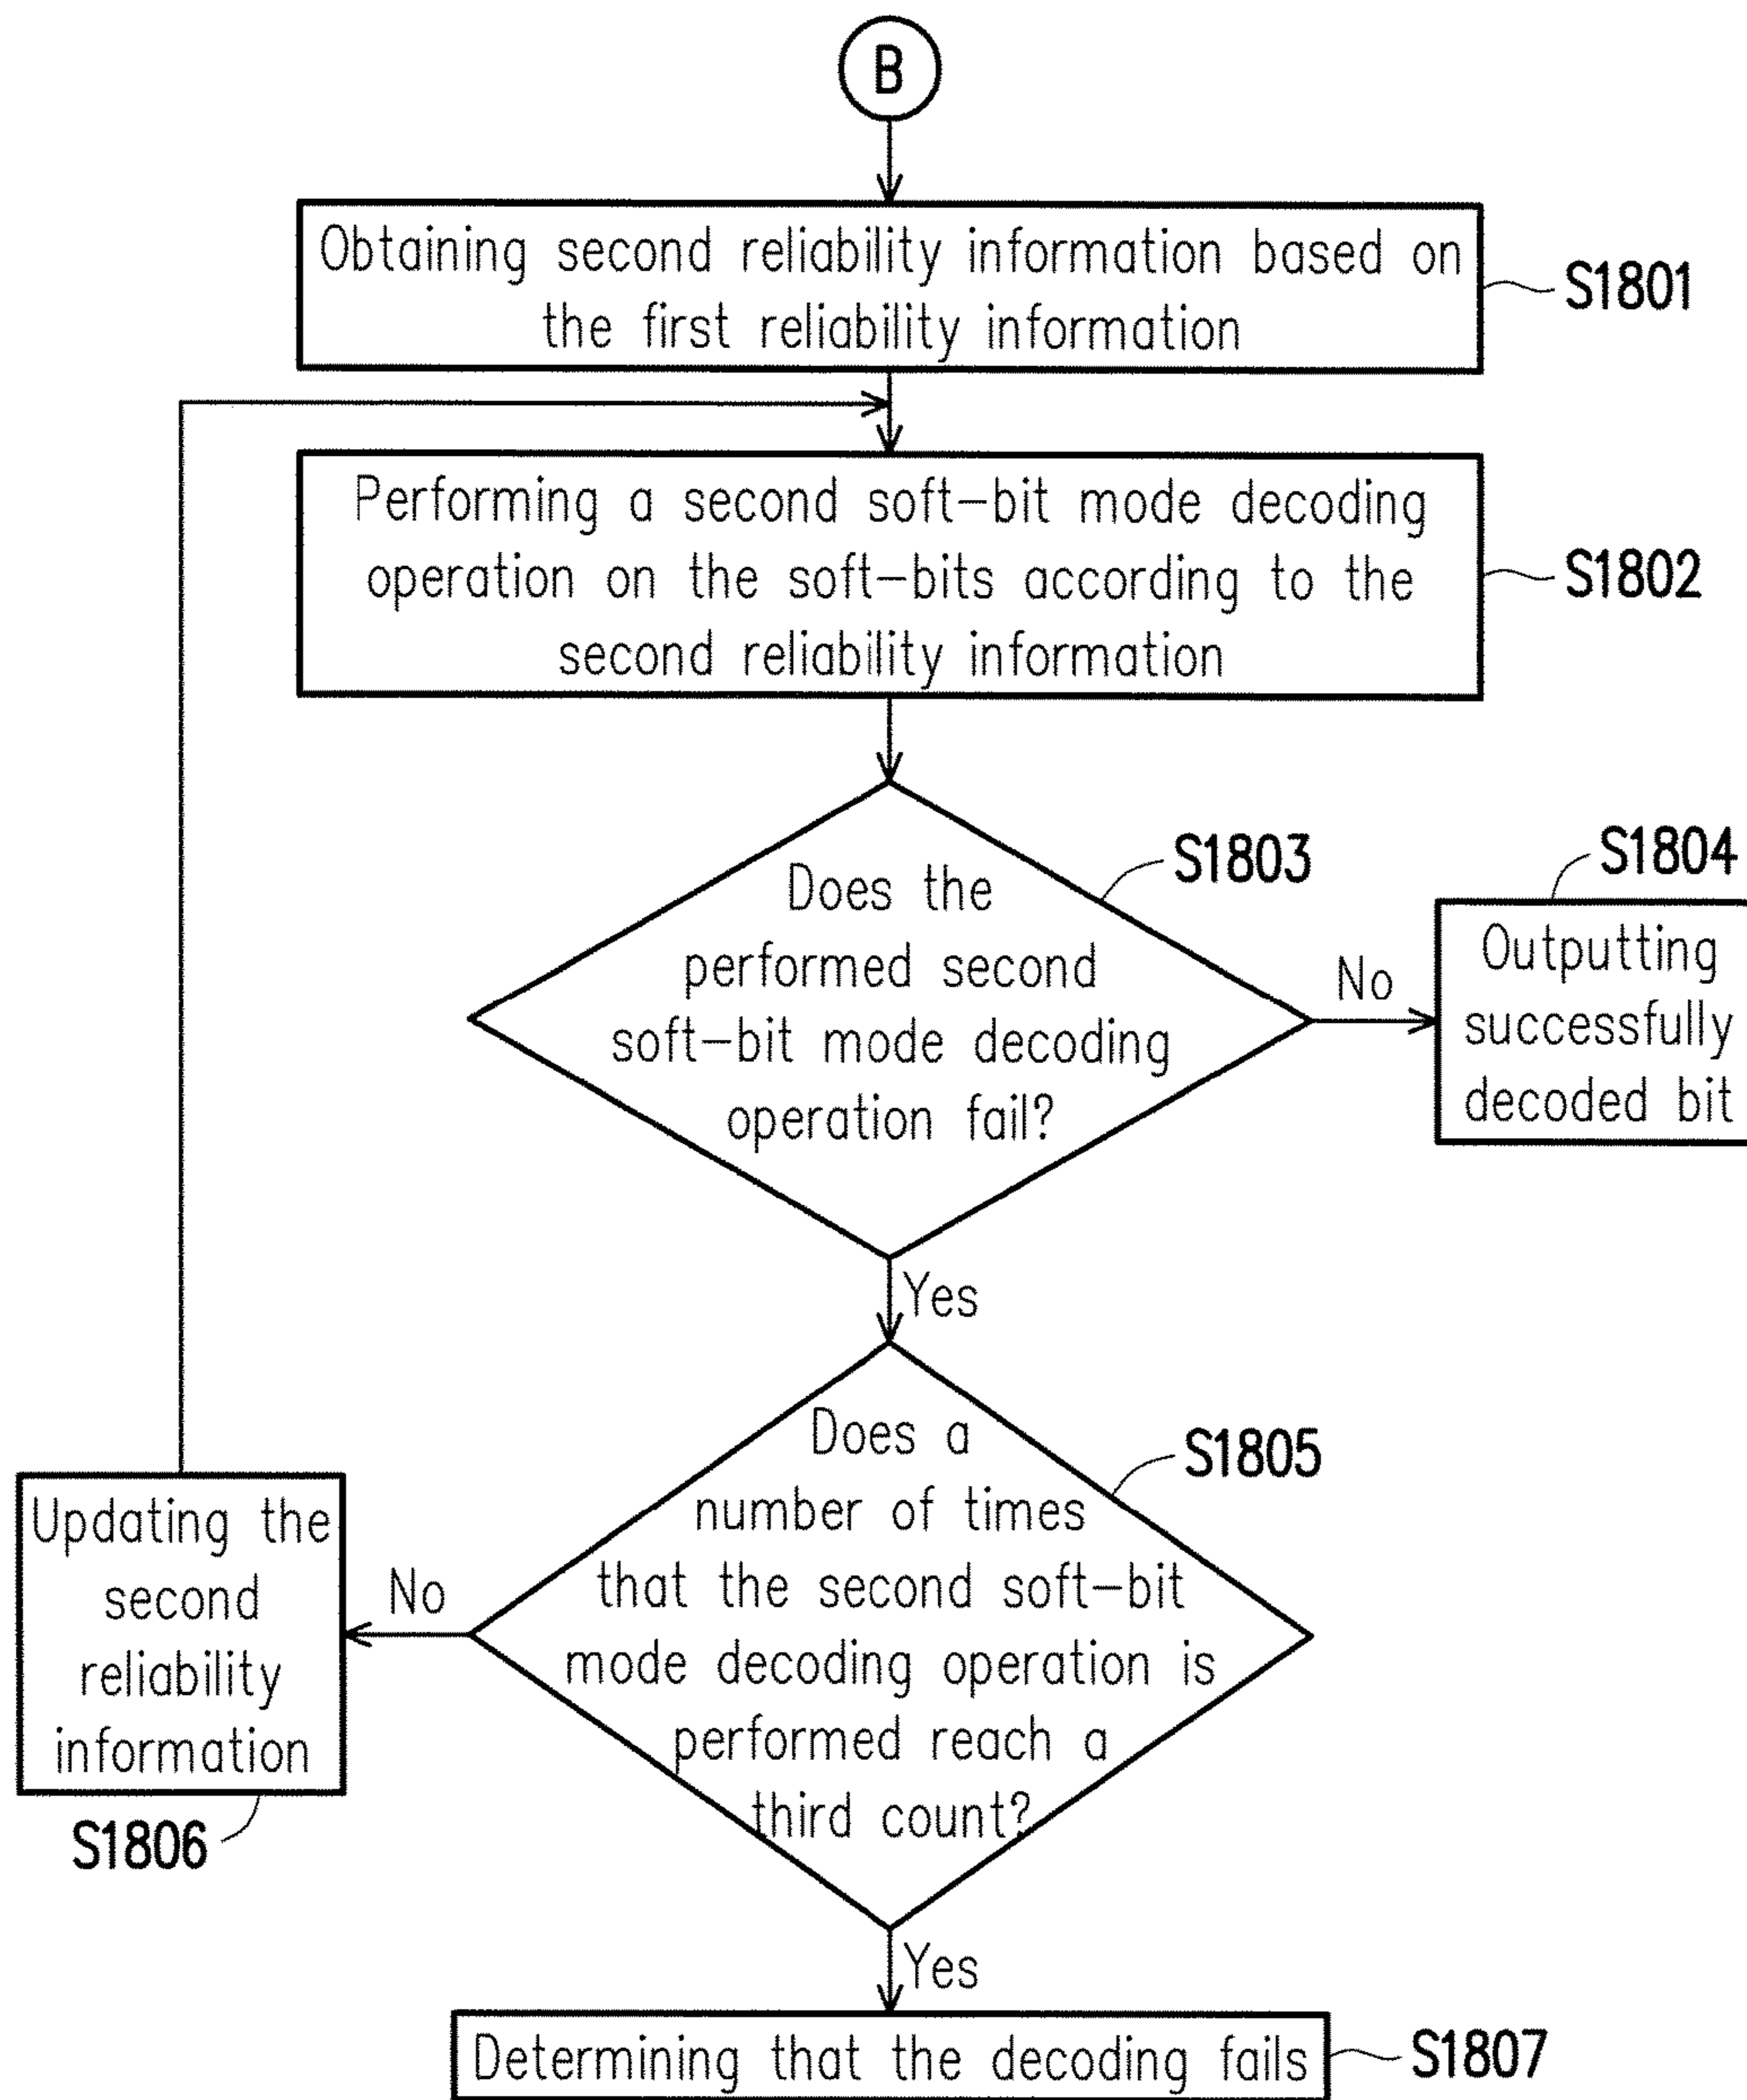 B
Obtaining second reliability information based on
the first reliability information
S1801
Performing a second soft-bit mode decoding
operation on the soft-bits according to the
second reliability information
S1802
Does the
performed second
soft-bit mode decoding
operation fail?
S1803
No
S1804
Outputting
successfully
decoded bit
Yes
Does a
number of times
that the second soft-bit
mode decoding operation is
performed reach a
third count?
S1805
No
Updating the
second
reliability
information
S1806
Yes
Determining that the decoding fails
S1807